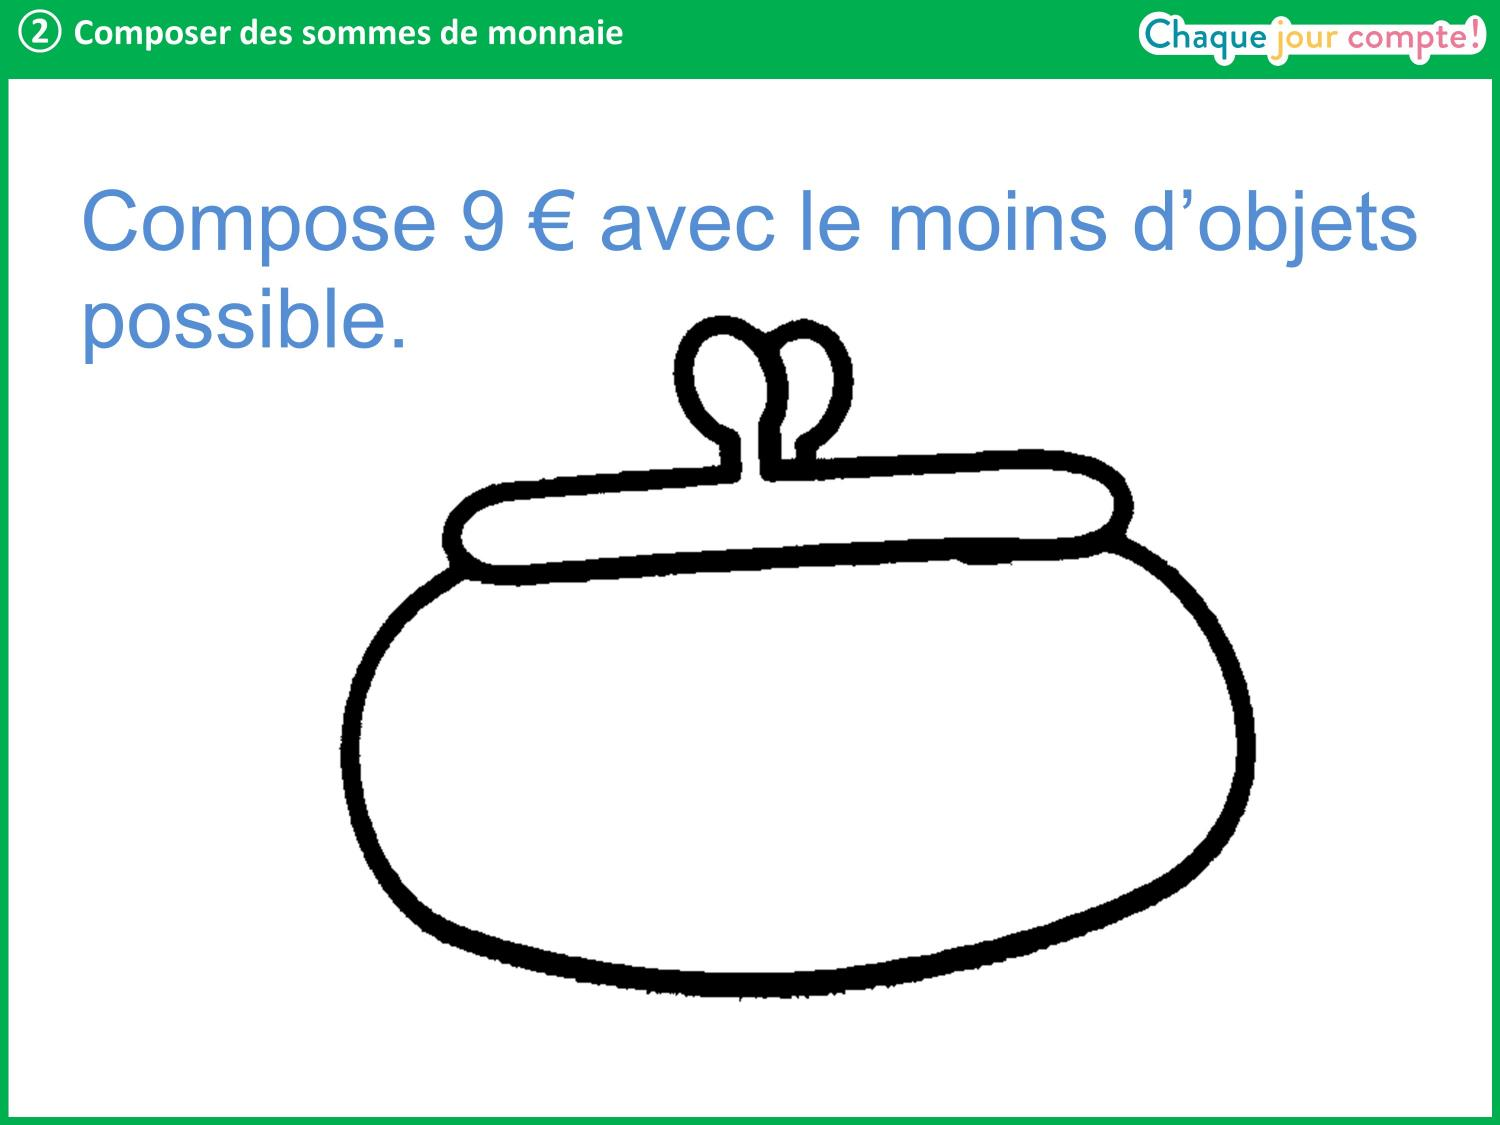 ② Composer des sommes de monnaie
Chaque jour compte!
Compose 9 € avec le moins d’objets
possible.